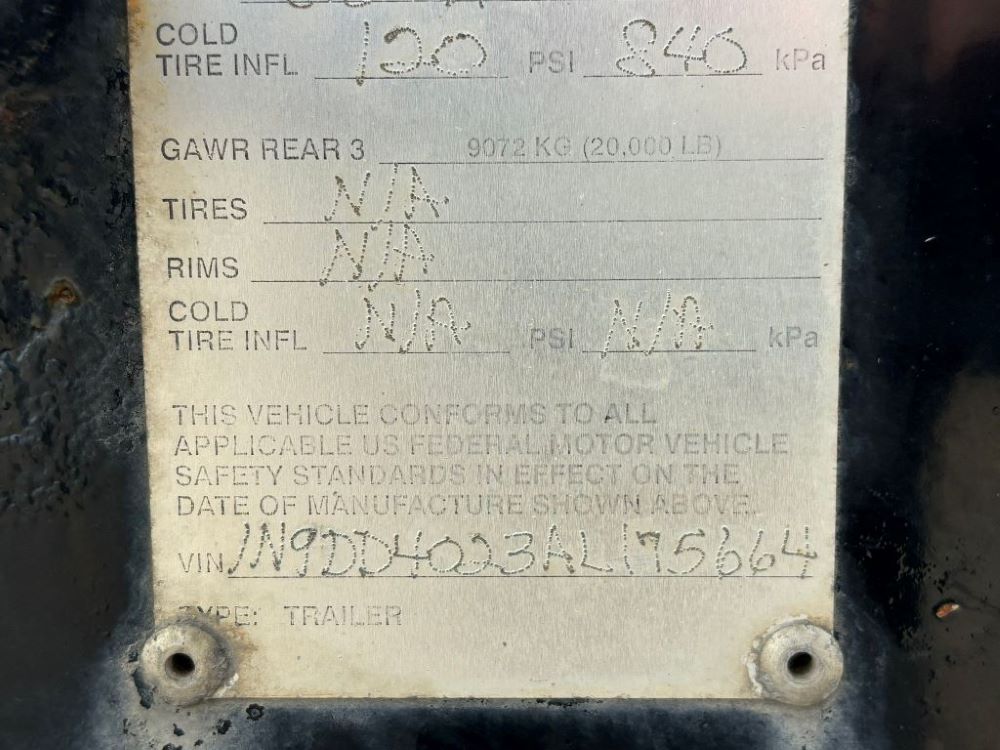 COLD
TIRE INFL 120 PSI 840 kPa
GAWR REAR 3 9072 KG (20,000 LB)
TIRES N/A
RIMS N/A
COLD
TIRE INFL N/A PSI N/A kPa
THIS VEHICLE CONFORMS TO ALL
APPLICABLE US FEDERAL MOTOR VEHICLE
SAFETY STANDARDS IN EFFECT ON THE
DATE OF MANUFACTURE SHOWN ABOVE.
VIN 1N9DD4023AL175664
TYPE: TRAILER